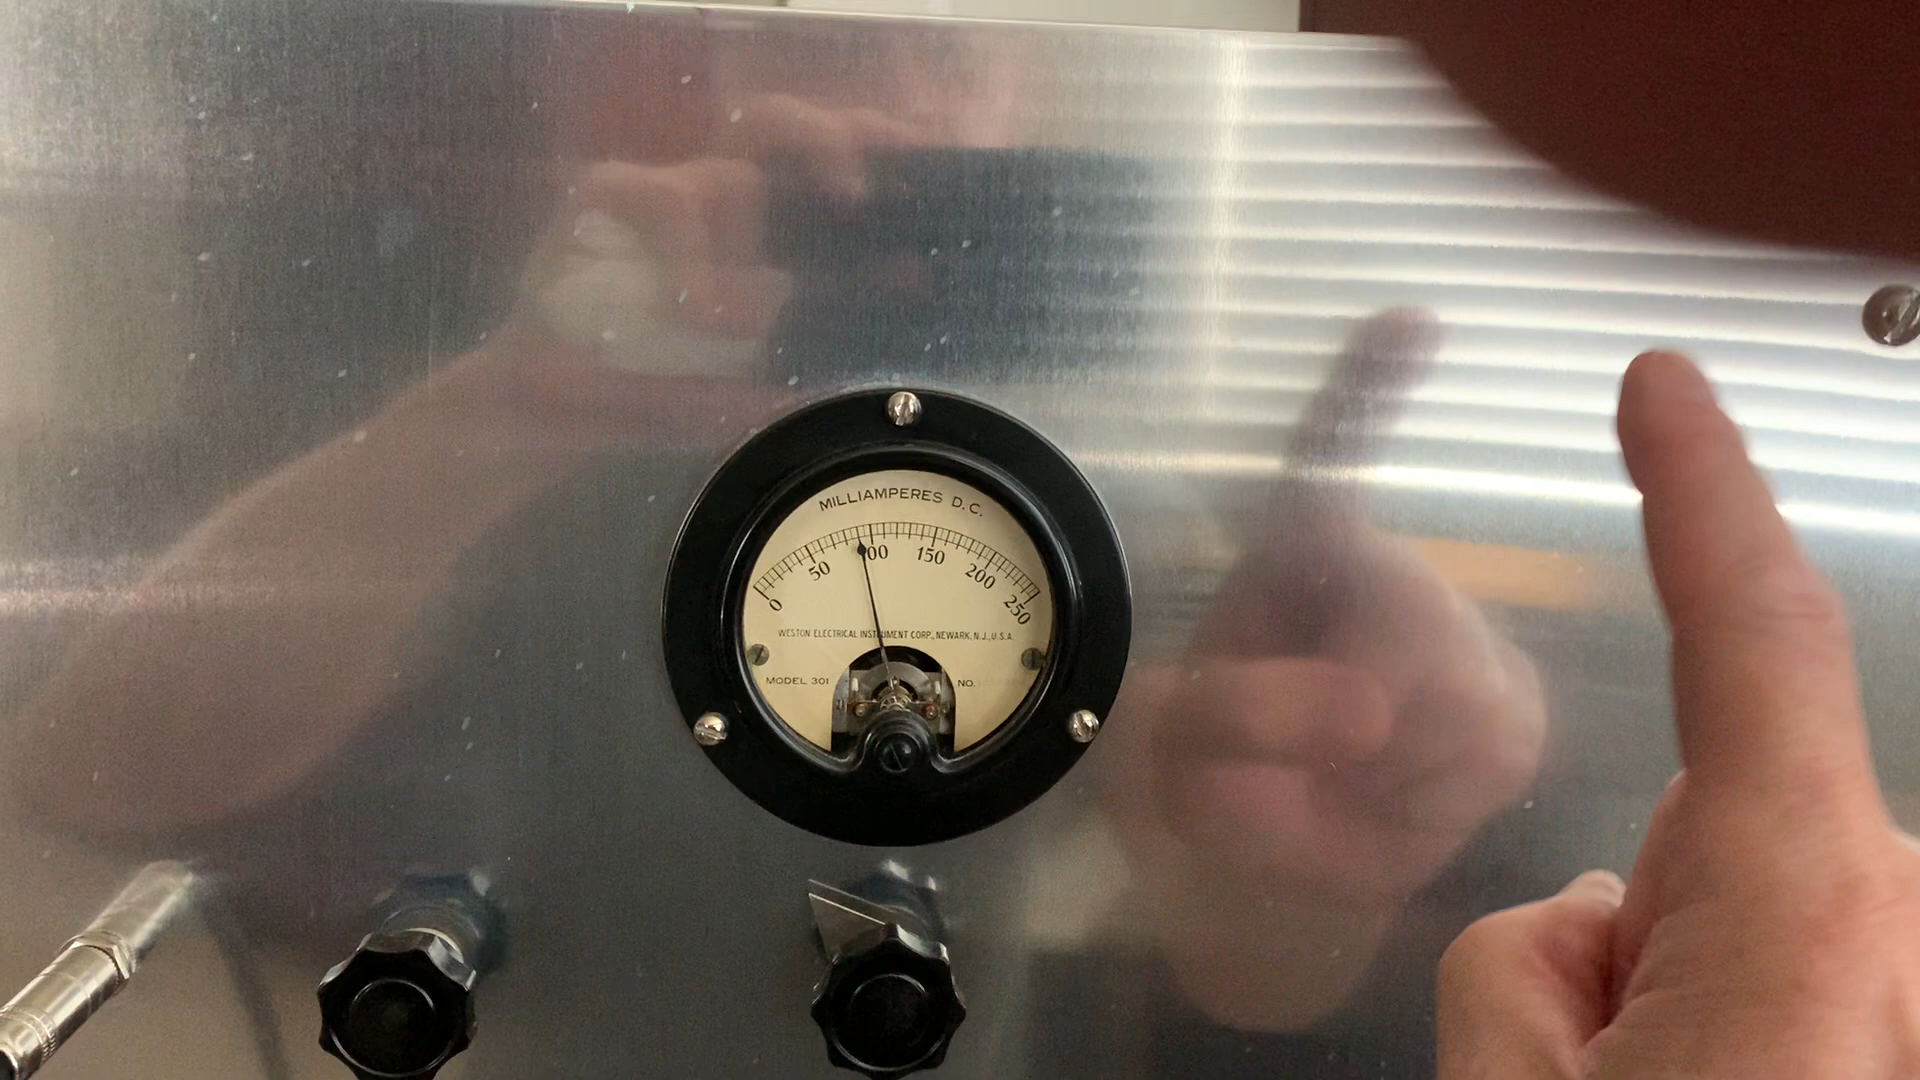 MILLIAMPERES D.C.
0 50 100 150 200 250
WESTON ELECTRICAL INSTRUMENT CORP., NEWARK, N.J., U.S.A.
MODEL 301 NO.